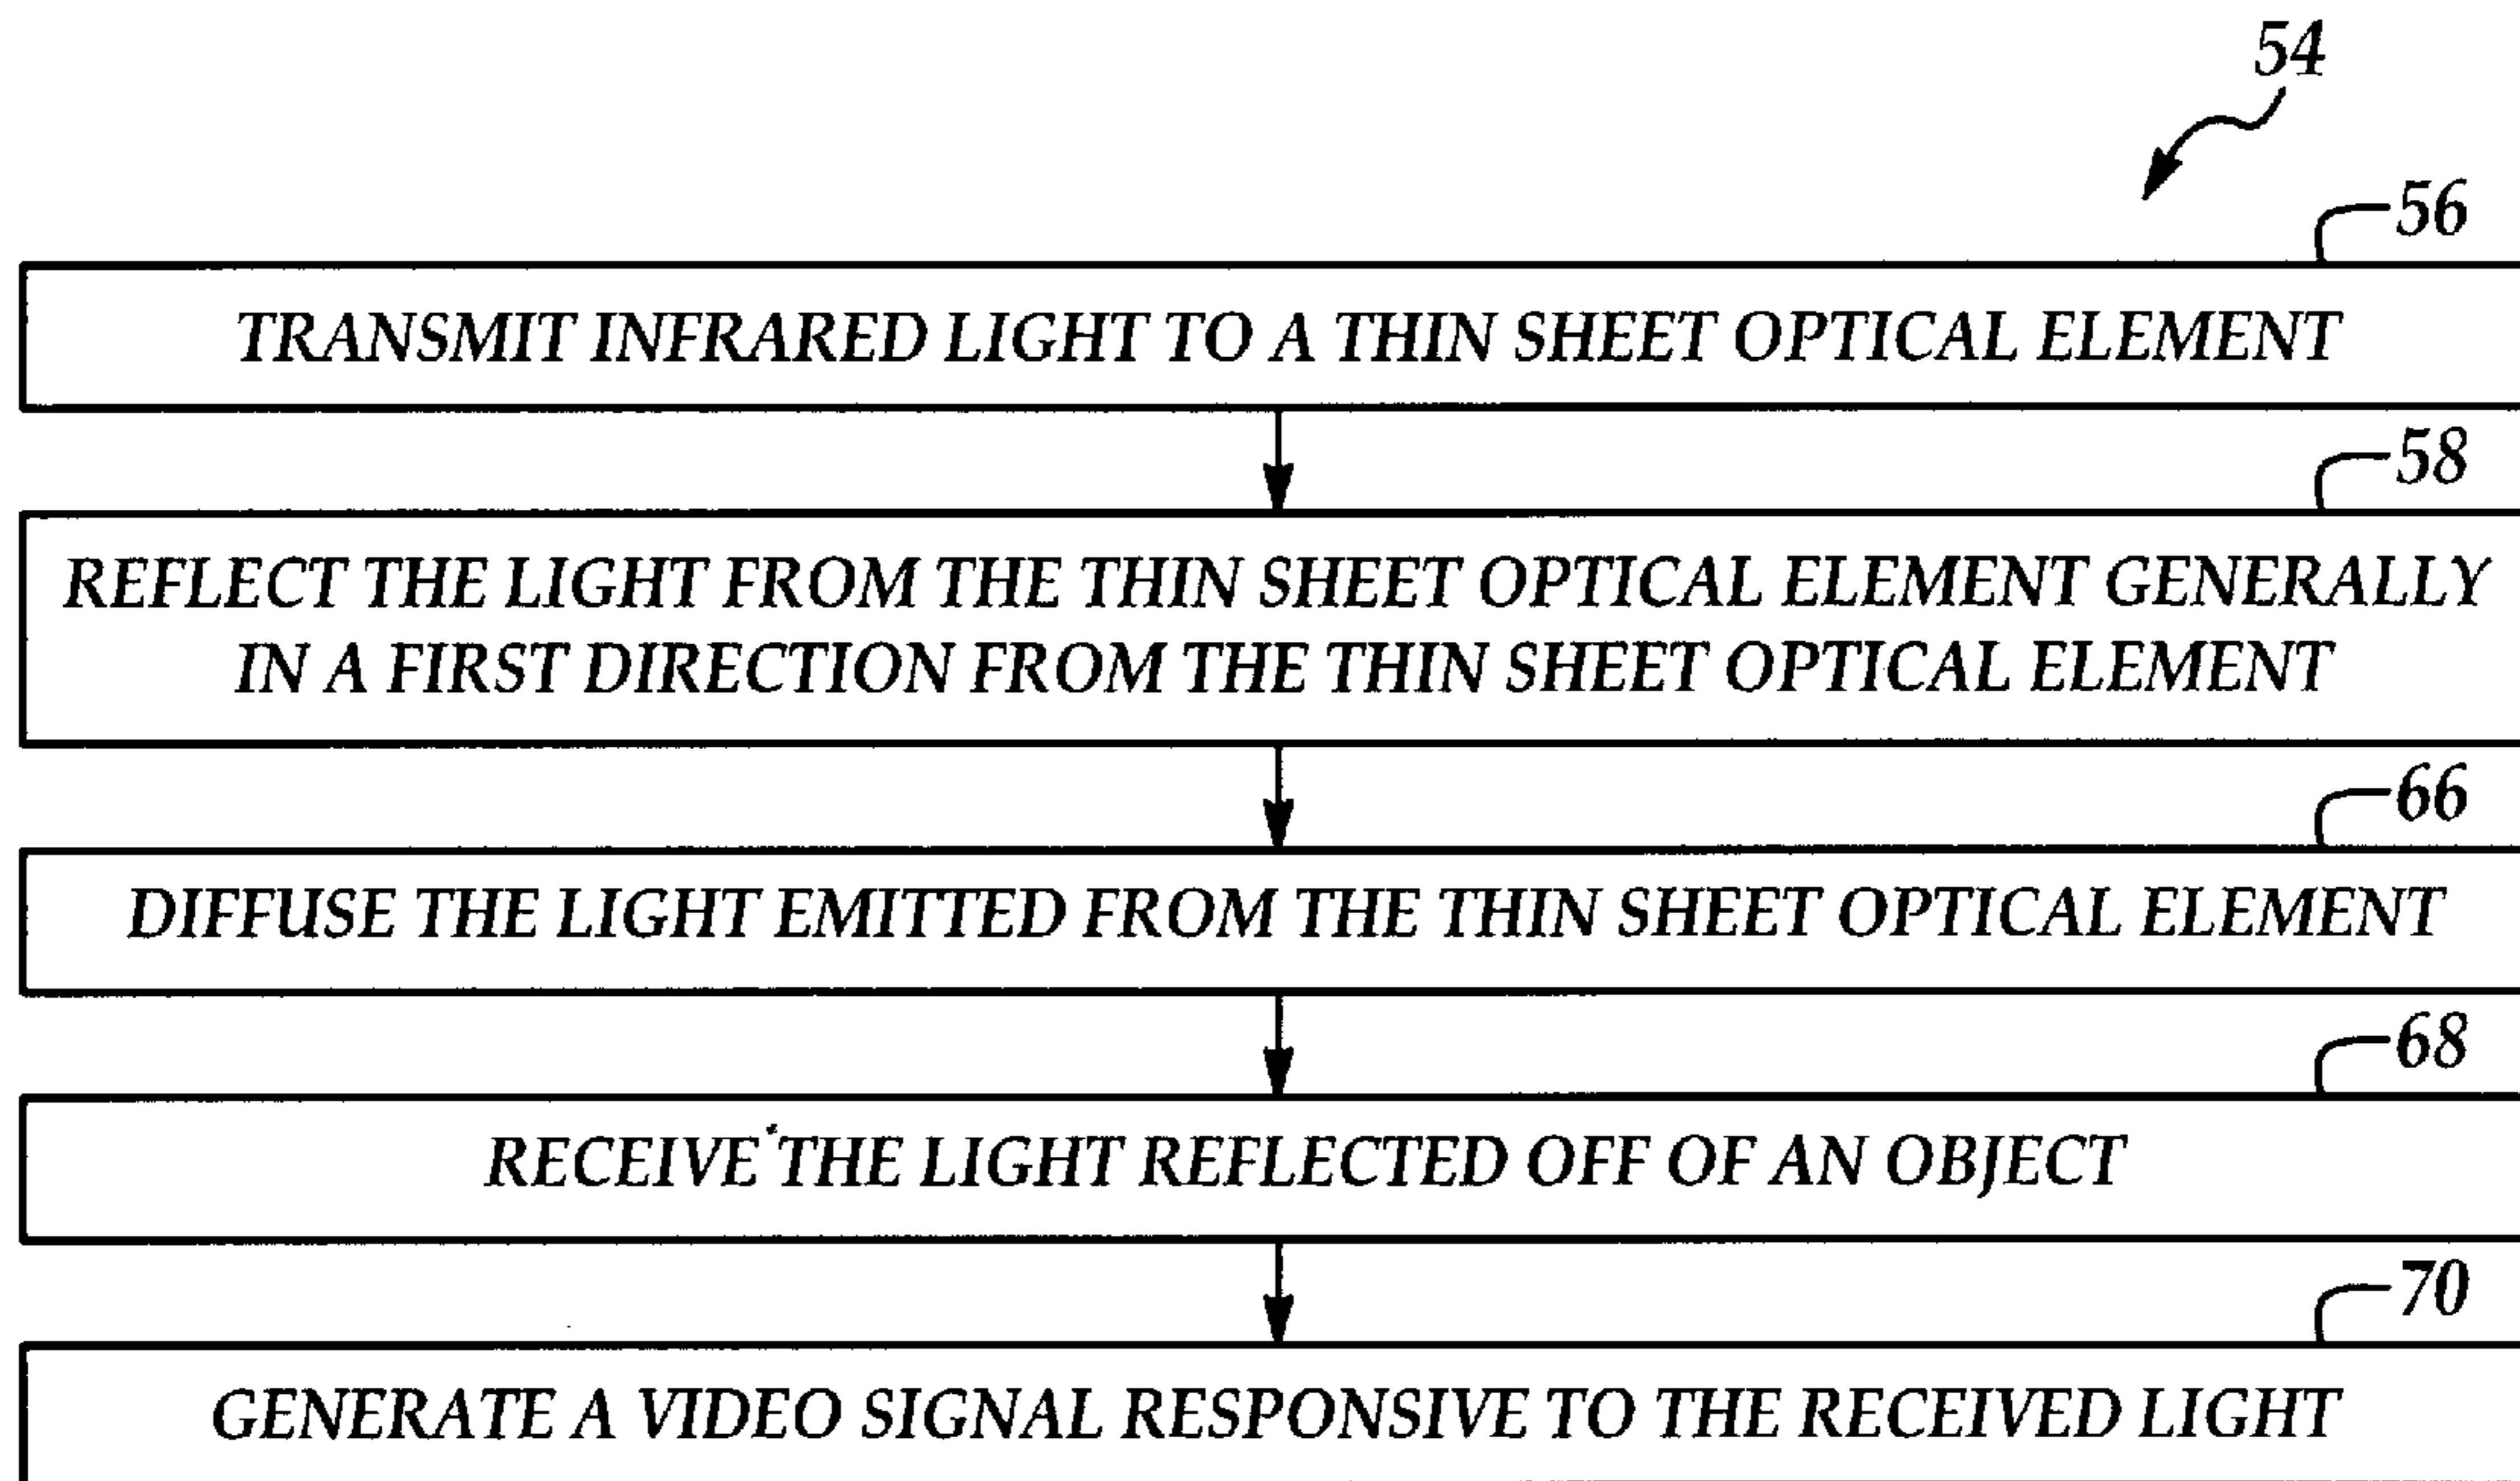 54
56
TRANSMIT INFRARED LIGHT TO A THIN SHEET OPTICAL ELEMENT
58
REFLECT THE LIGHT FROM THE THIN SHEET OPTICAL ELEMENT GENERALLY
IN A FIRST DIRECTION FROM THE THIN SHEET OPTICAL ELEMENT
66
DIFFUSE THE LIGHT EMITTED FROM THE THIN SHEET OPTICAL ELEMENT
68
RECEIVE THE LIGHT REFLECTED OFF OF AN OBJECT
70
GENERATE A VIDEO SIGNAL RESPONSIVE TO THE RECEIVED LIGHT